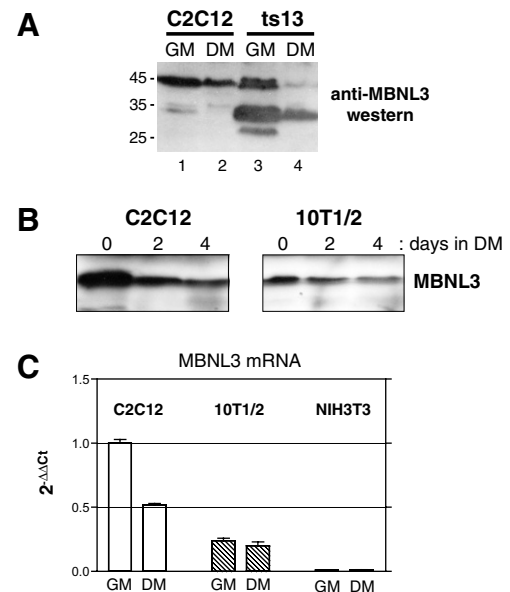 A
C2C12 ts13
GM DM GM DM
45 -
35 -
25 -
anti-MBNL3
western
1 2 3 4
B
C2C12 10T1/2
0 2 4 0 2 4 : days in DM
MBNL3
C
MBNL3 mRNA
1.5
C2C12 10T1/2 NIH3T3
1.0
2-ΔΔCt
0.5
0.0
GM DM GM DM GM DM